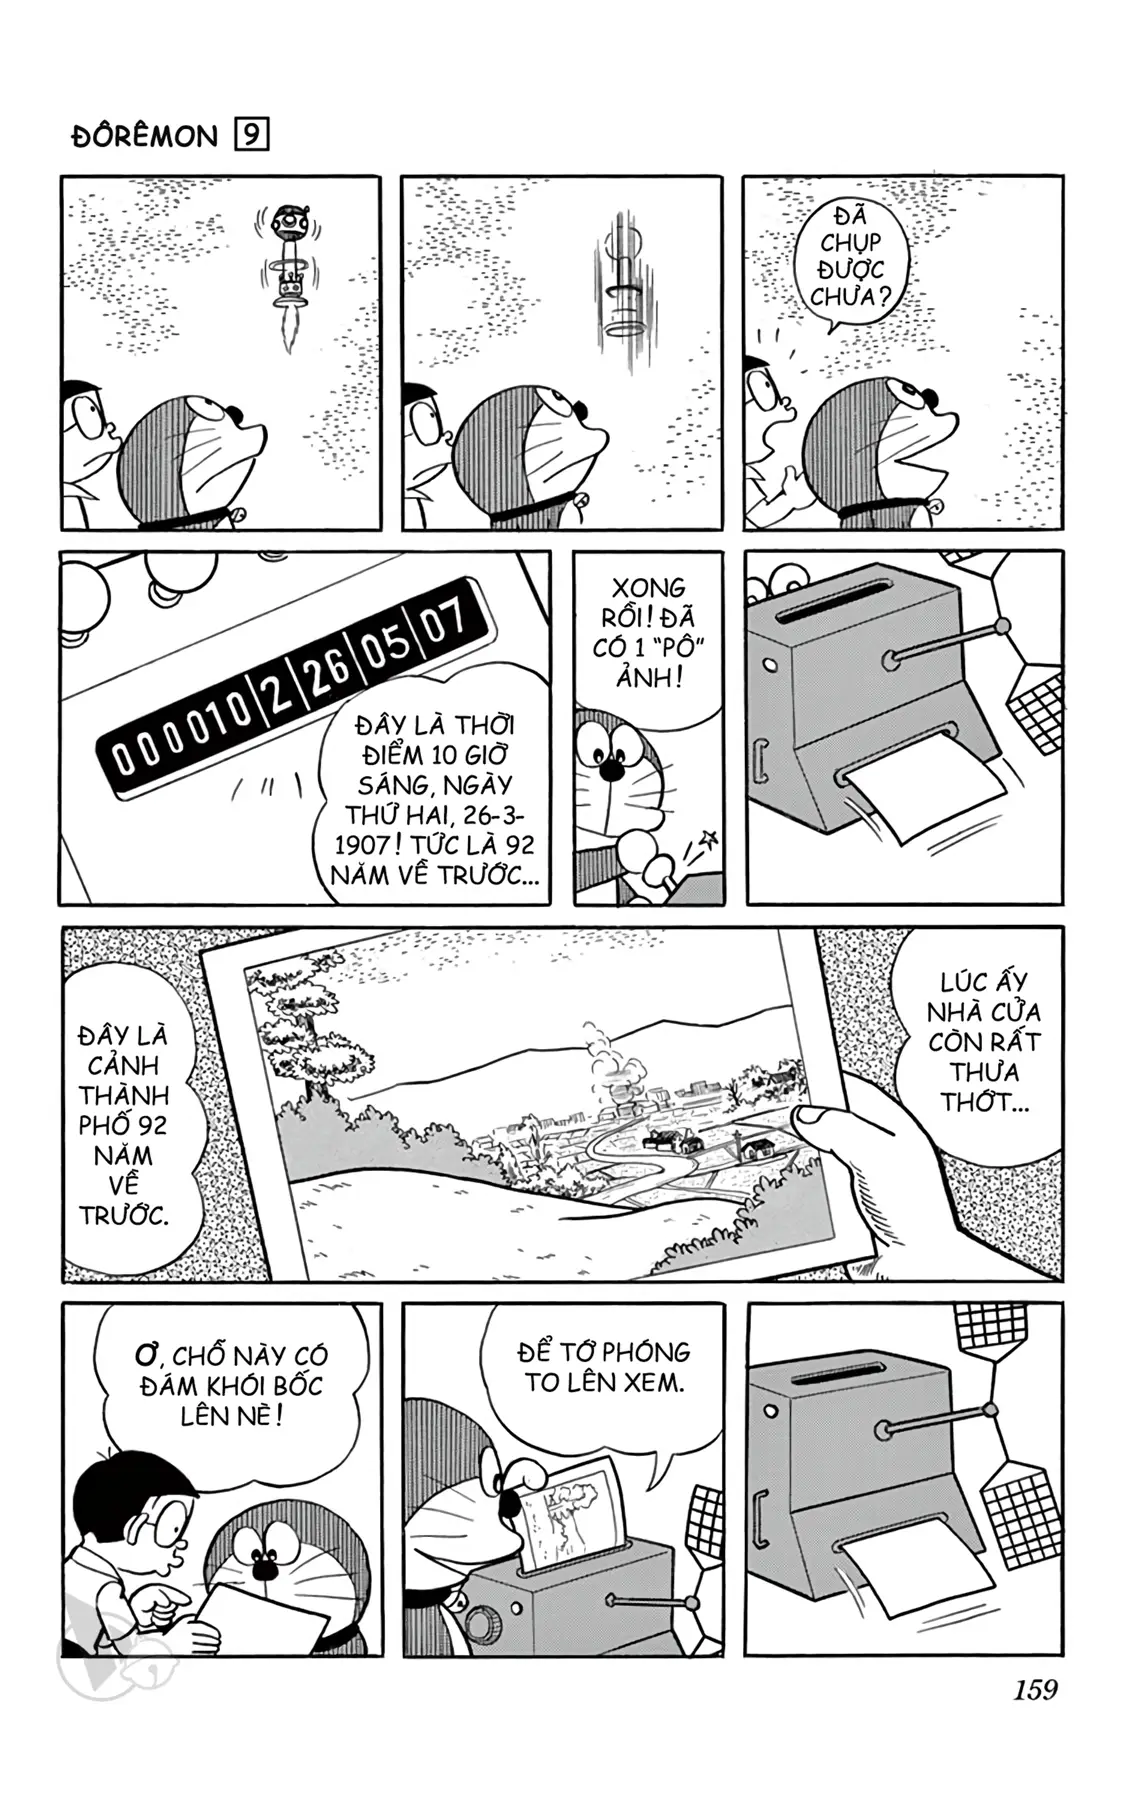 ĐÔRÊMON 9
ĐÃ
CHỤP
ĐƯỢC
CHƯA?
000010 2 26 05 07
ĐÂY LÀ THỜI
ĐIỂM 10 GIỜ
SÁNG, NGÀY
THỨ HAI, 26-3-
1907! TỨC LÀ 92
NĂM VỀ TRƯỚC...
XONG
RỒI! ĐÃ
CÓ 1 "PÔ"
ẢNH!
ĐÂY LÀ
CẢNH
THÀNH
PHỐ 92
NĂM
VỀ
TRƯỚC.
LÚC ẤY
NHÀ CỬA
CÒN RẤT
THƯA
THỚT...
Ơ, CHỖ NÀY CÓ
ĐÁM KHÓI BỐC
LÊN NÈ!
ĐỂ TỚ PHÓNG
TO LÊN XEM.
159